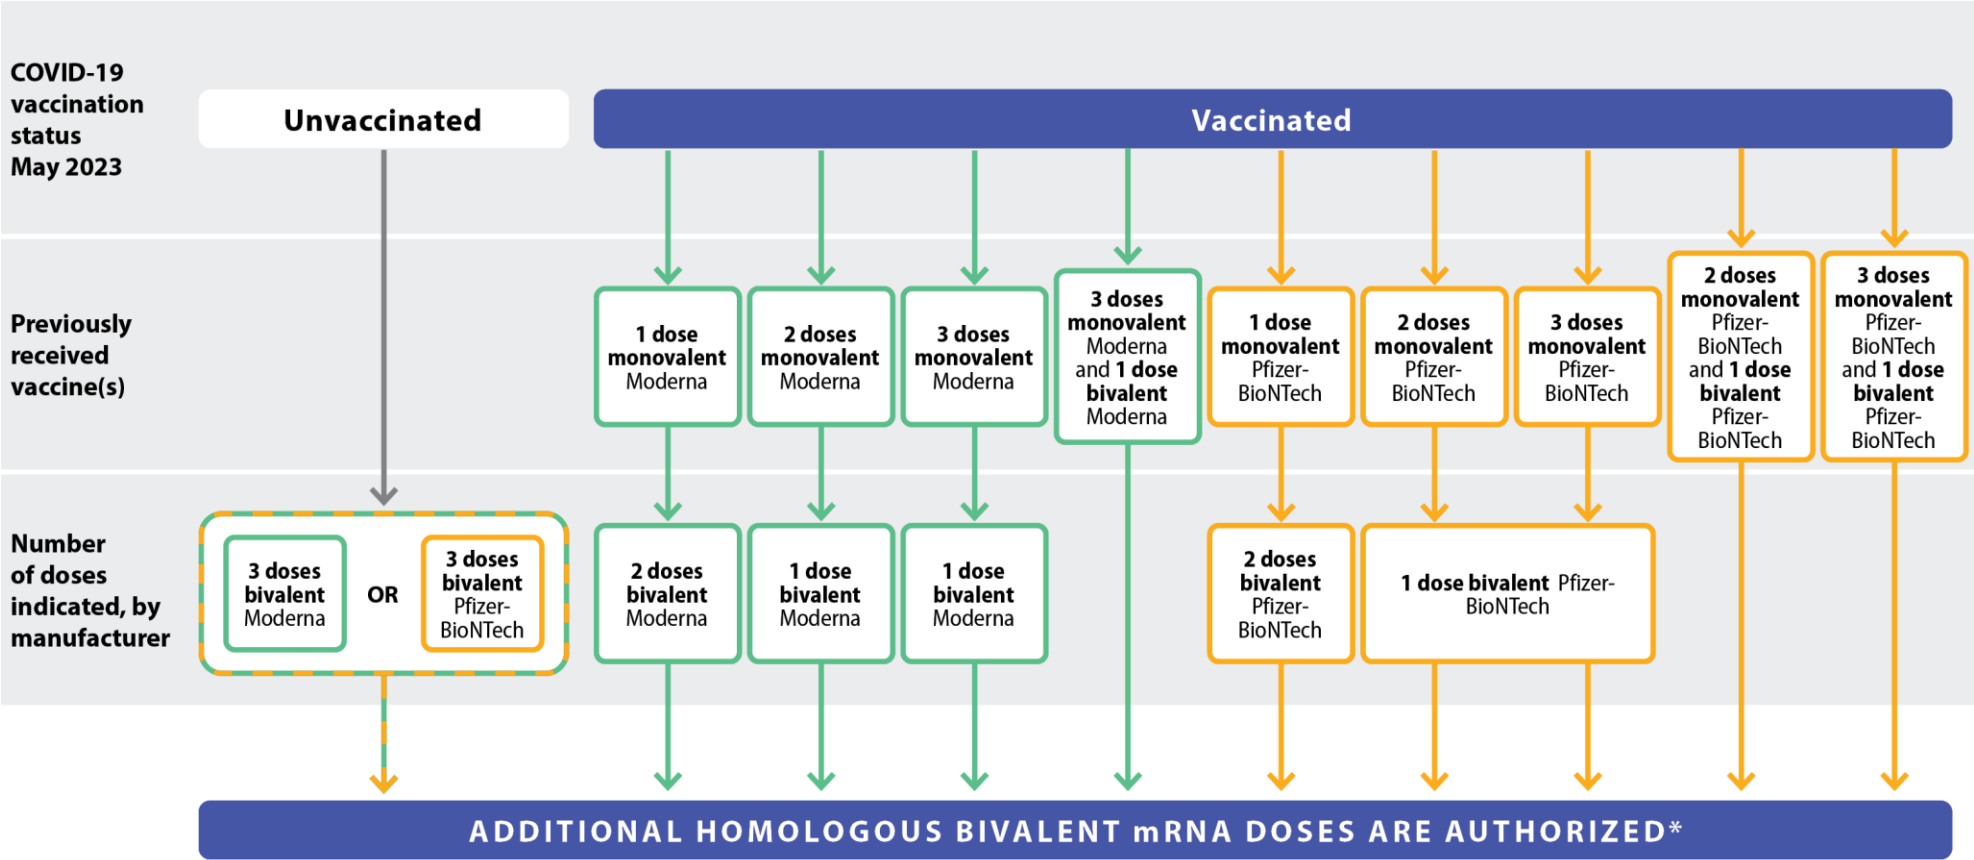 COVID-19
vaccination
status
May 2023
Unvaccinated
Vaccinated
Previously
received
vaccine(s)
1 dose
monovalent
Moderna
2 doses
monovalent
Moderna
3 doses
monovalent
Moderna
3 doses
monovalent
Moderna
and 1 dose
bivalent
Moderna
1 dose
monovalent
Pfizer-
BioNTech
2 doses
monovalent
Pfizer-
BioNTech
3 doses
monovalent
Pfizer-
BioNTech
2 doses
monovalent
Pfizer-
BioNTech
and 1 dose
bivalent
Pfizer-
BioNTech
3 doses
monovalent
Pfizer-
BioNTech
and 1 dose
bivalent
Pfizer-
BioNTech
Number
of doses
indicated, by
manufacturer
3 doses
bivalent
Moderna
OR
3 doses
bivalent
Pfizer-
BioNTech
2 doses
bivalent
Moderna
1 dose
bivalent
Moderna
1 dose
bivalent
Moderna
2 doses
bivalent
Pfizer-
BioNTech
1 dose bivalent Pfizer-
BioNTech
ADDITIONAL HOMOLOGOUS BIVALENT mRNA DOSES ARE AUTHORIZED*